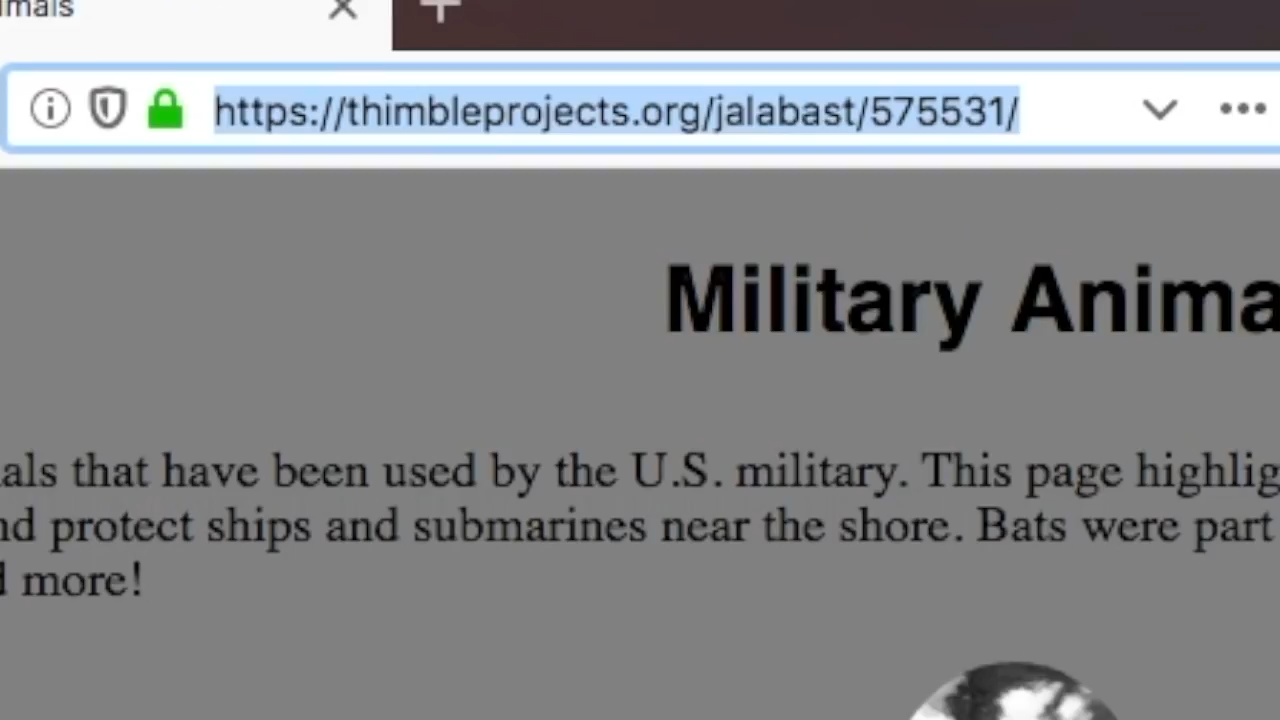 imals
https://thimbleprojects.org/jalabast/575531/
Military Anima
als that have been used by the U.S. military. This page highlig
nd protect ships and submarines near the shore. Bats were part
d more!